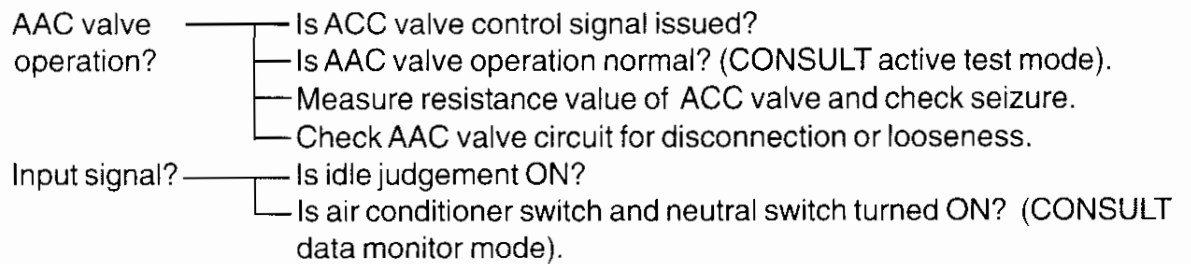 AAC valve Is ACC valve control signal issued?
operation? Is AAC valve operation normal? (CONSULT active test mode).
Measure resistance value of ACC valve and check seizure.
Check AAC valve circuit for disconnection or looseness.
Input signal? Is idle judgement ON?
Is air conditioner switch and neutral switch turned ON? (CONSULT
data monitor mode).